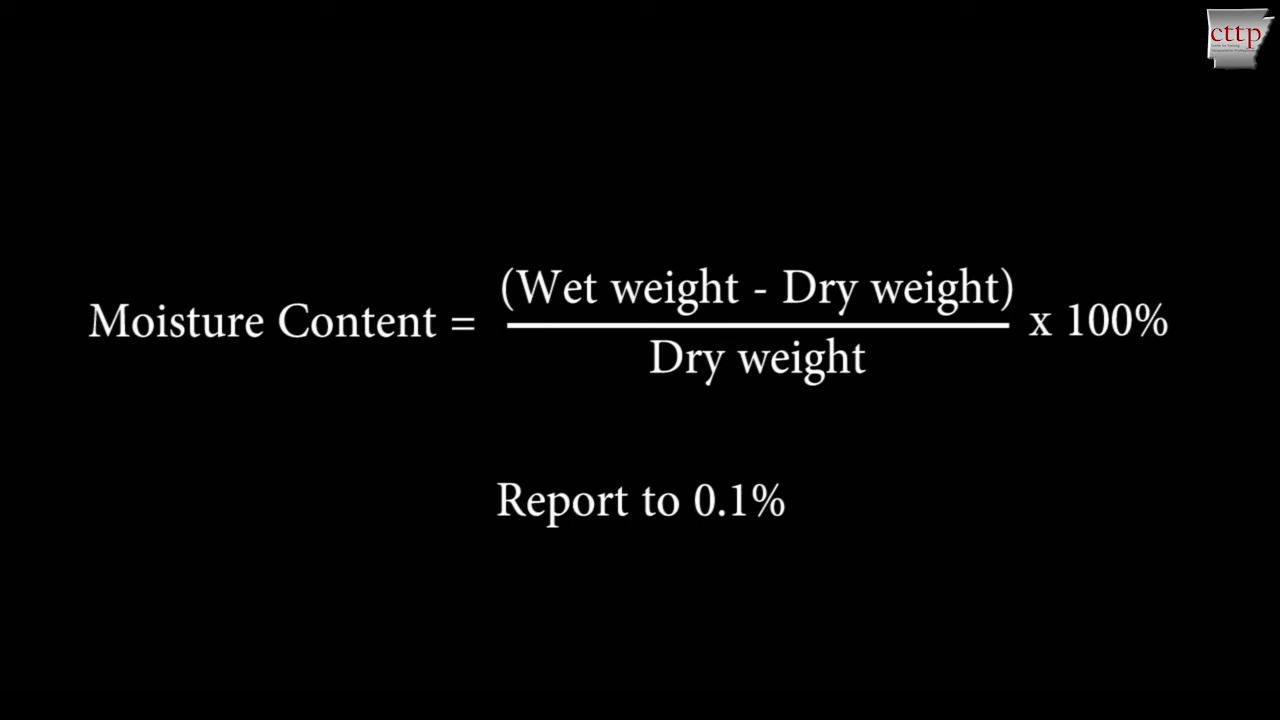 cttp
(Wet weight - Dry weight)
Moisture Content = x 100%
Dry weight
Report to 0.1%